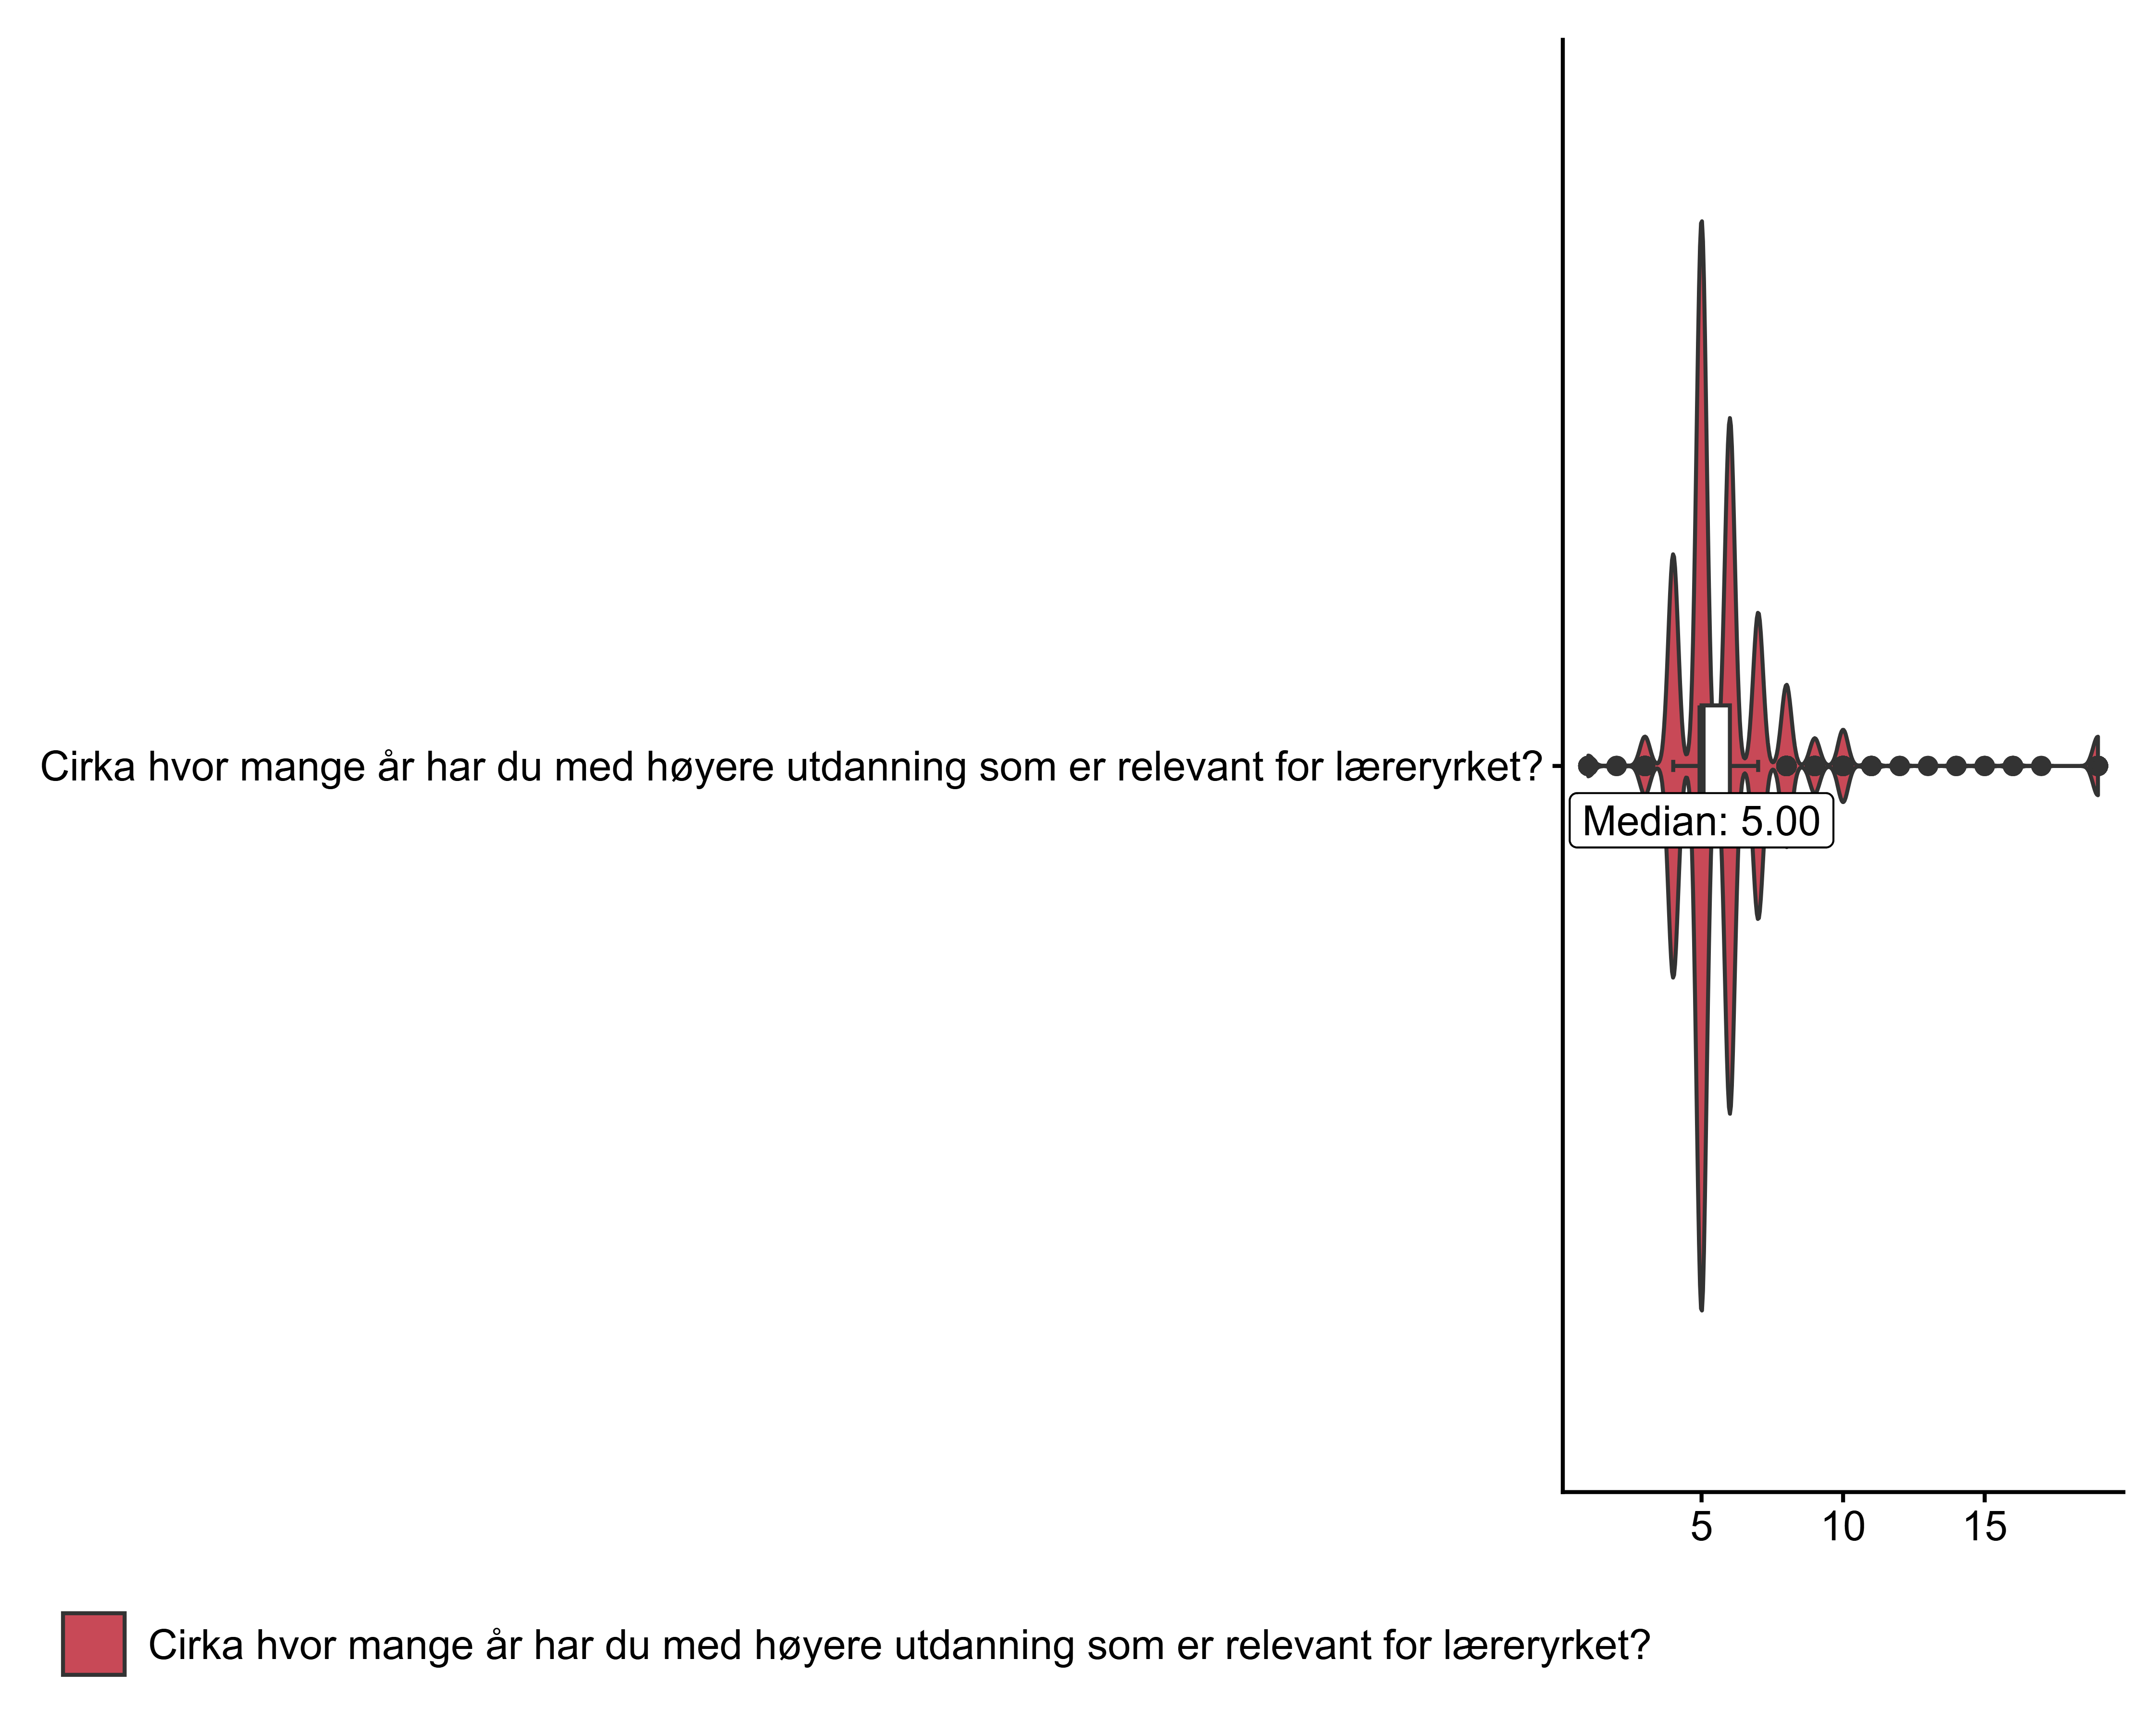 Cirka hvor mange år har du med høyere utdanning som er relevant for læreryrket?
Median: 5.00
5 10 15
Cirka hvor mange år har du med høyere utdanning som er relevant for læreryrket?